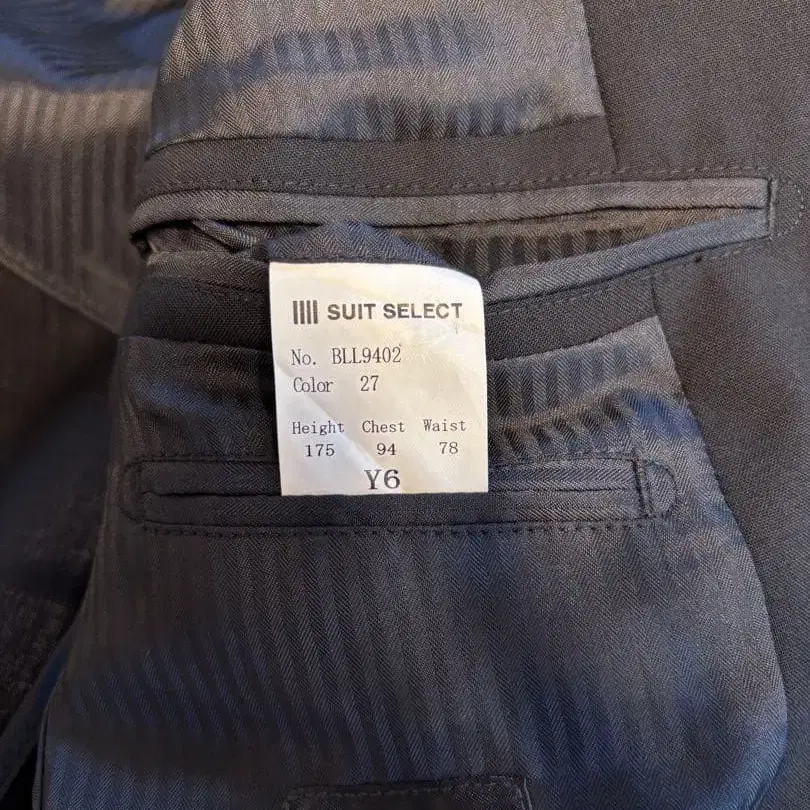 SUIT SELECT
No. BLL9402
Color 27
Height Chest Waist
175 94 78
Y6